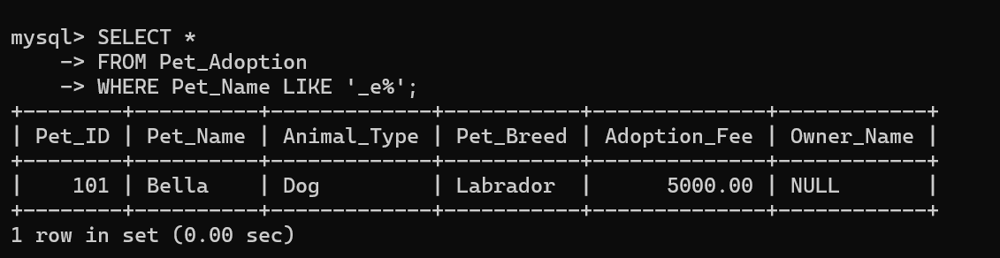 mysql> SELECT *
    -> FROM Pet_Adoption
    -> WHERE Pet_Name LIKE '_e%';
+--------+----------+-------------+-----------+--------------+------------+
| Pet_ID | Pet_Name | Animal_Type | Pet_Breed | Adoption_Fee | Owner_Name |
+--------+----------+-------------+-----------+--------------+------------+
|    101 | Bella    | Dog         | Labrador  |      5000.00 | NULL       |
+--------+----------+-------------+-----------+--------------+------------+
1 row in set (0.00 sec)